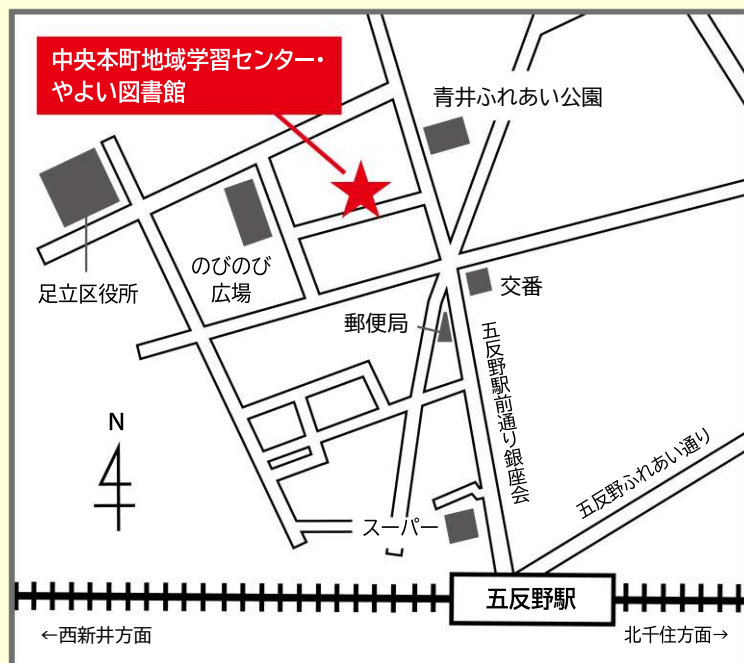 中央本町地域学習センター・
やよい図書館
青井ふれあい公園
足立区役所
のびのび
広場
交番
郵便局
五反野駅前通り銀座会
N
五反野ふれあい通り
スーパー
五反野駅
←西新井方面
北千住方面→